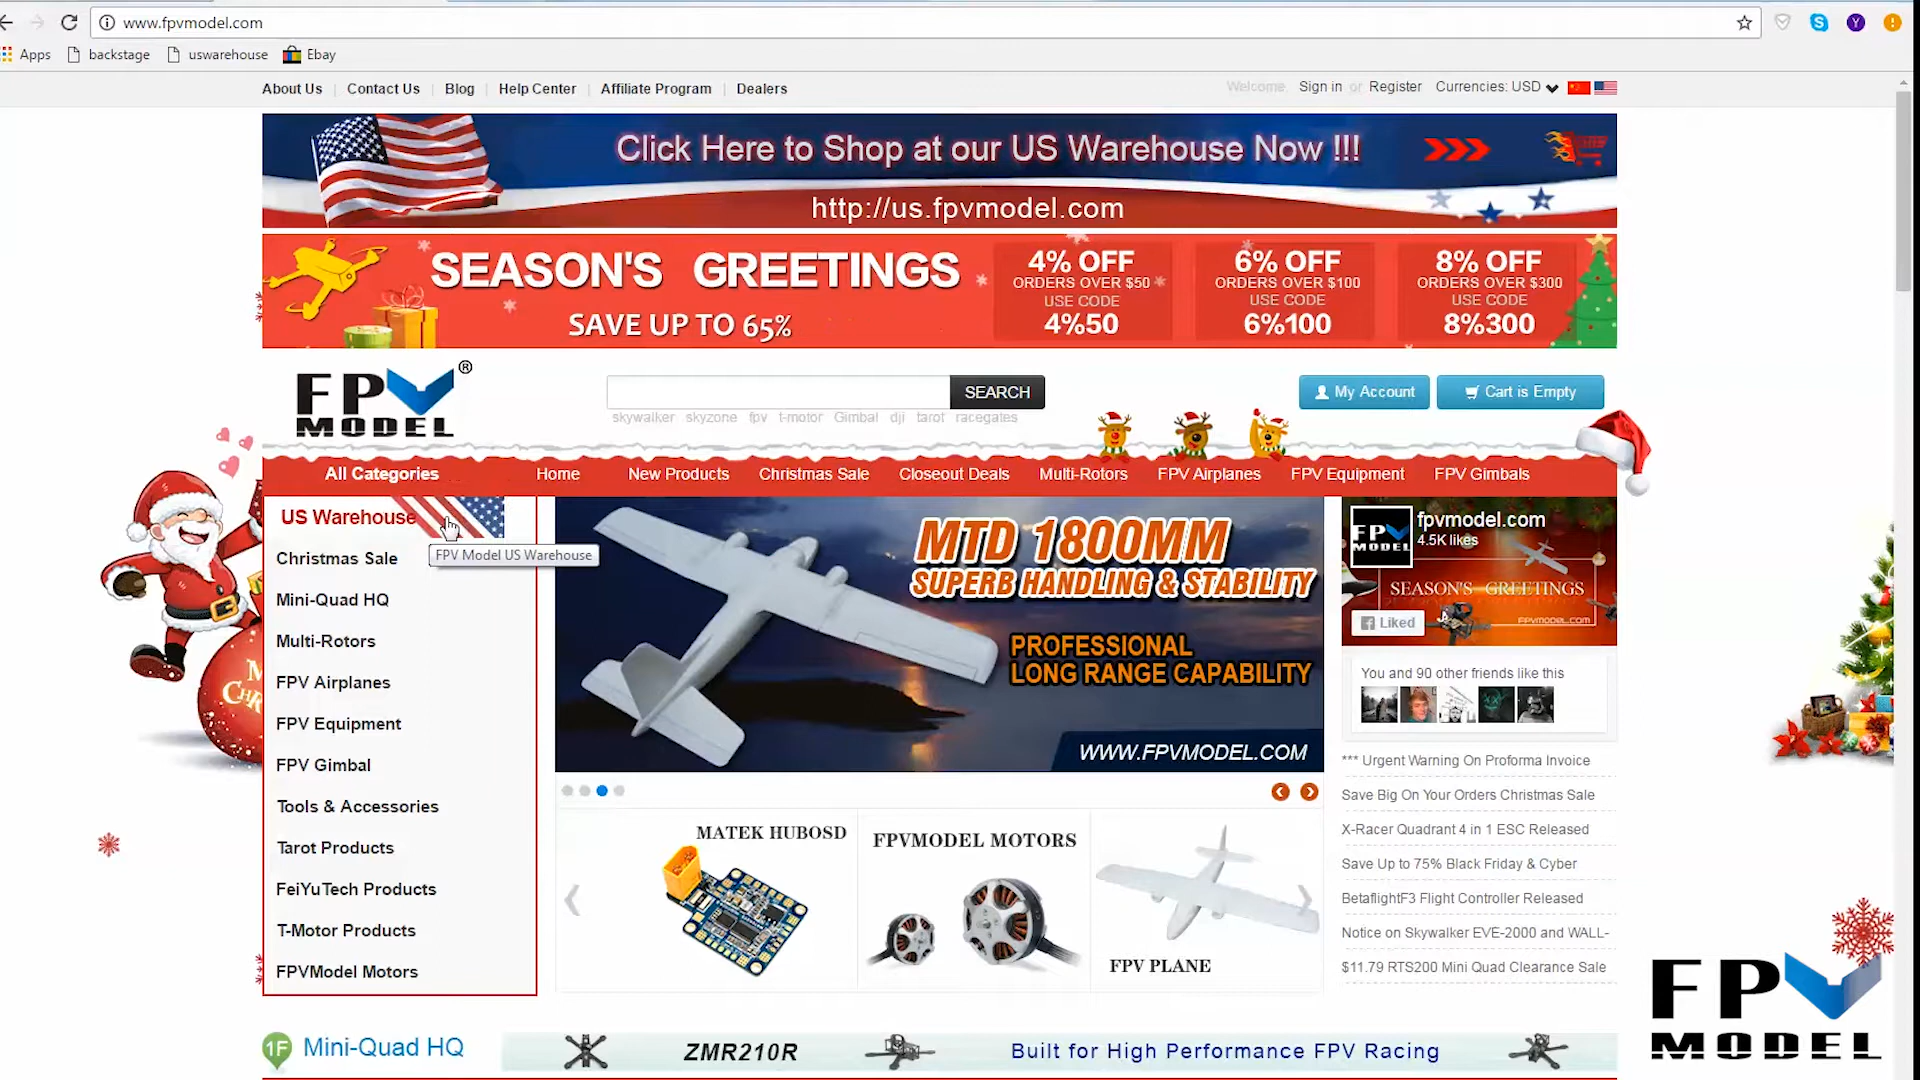 www.fpvmodel.com
Apps backstage uswarehouse Ebay
About Us | Contact Us | Blog | Help Center | Affiliate Program | Dealers
Welcome, Sign in or Register Currencies: USD
Click Here to Shop at our US Warehouse Now !!!
http://us.fpvmodel.com
SEASON'S GREETINGS
SAVE UP TO 65%
4% OFF
ORDERS OVER $50
USE CODE
4%50
6% OFF
ORDERS OVER $100
USE CODE
6%100
8% OFF
ORDERS OVER $300
USE CODE
8%300
FPV
MODEL
®
SEARCH
skywalker skyzone fpv t-motor Gimbal dji tarot racegates
My Account
Cart is Empty
All Categories Home New Products Christmas Sale Closeout Deals Multi-Rotors FPV Airplanes FPV Equipment FPV Gimbals
US Warehouse
FPV Model US Warehouse
Christmas Sale
Mini-Quad HQ
Multi-Rotors
FPV Airplanes
FPV Equipment
FPV Gimbal
Tools & Accessories
Tarot Products
FeiYuTech Products
T-Motor Products
FPVModel Motors
MTD 1800MM
SUPERB HANDLING & STABILITY
PROFESSIONAL
LONG RANGE CAPABILITY
WWW.FPVMODEL.COM
MATEK HUBOSD
FPVMODEL MOTORS
FPV PLANE
FPV
MODEL
fpvmodel.com
4.5K likes
SEASON'S GREETINGS
FPVMODEL.COM
Liked
You and 90 other friends like this
*** Urgent Warning On Proforma Invoice
Save Big On Your Orders Christmas Sale
X-Racer Quadrant 4 in 1 ESC Released
Save Up to 75% Black Friday & Cyber
BetaflightF3 Flight Controller Released
Notice on Skywalker EVE-2000 and WALL-
$11.79 RTS200 Mini Quad Clearance Sale
1F Mini-Quad HQ
ZMR210R
Built for High Performance FPV Racing
FPV
MODEL